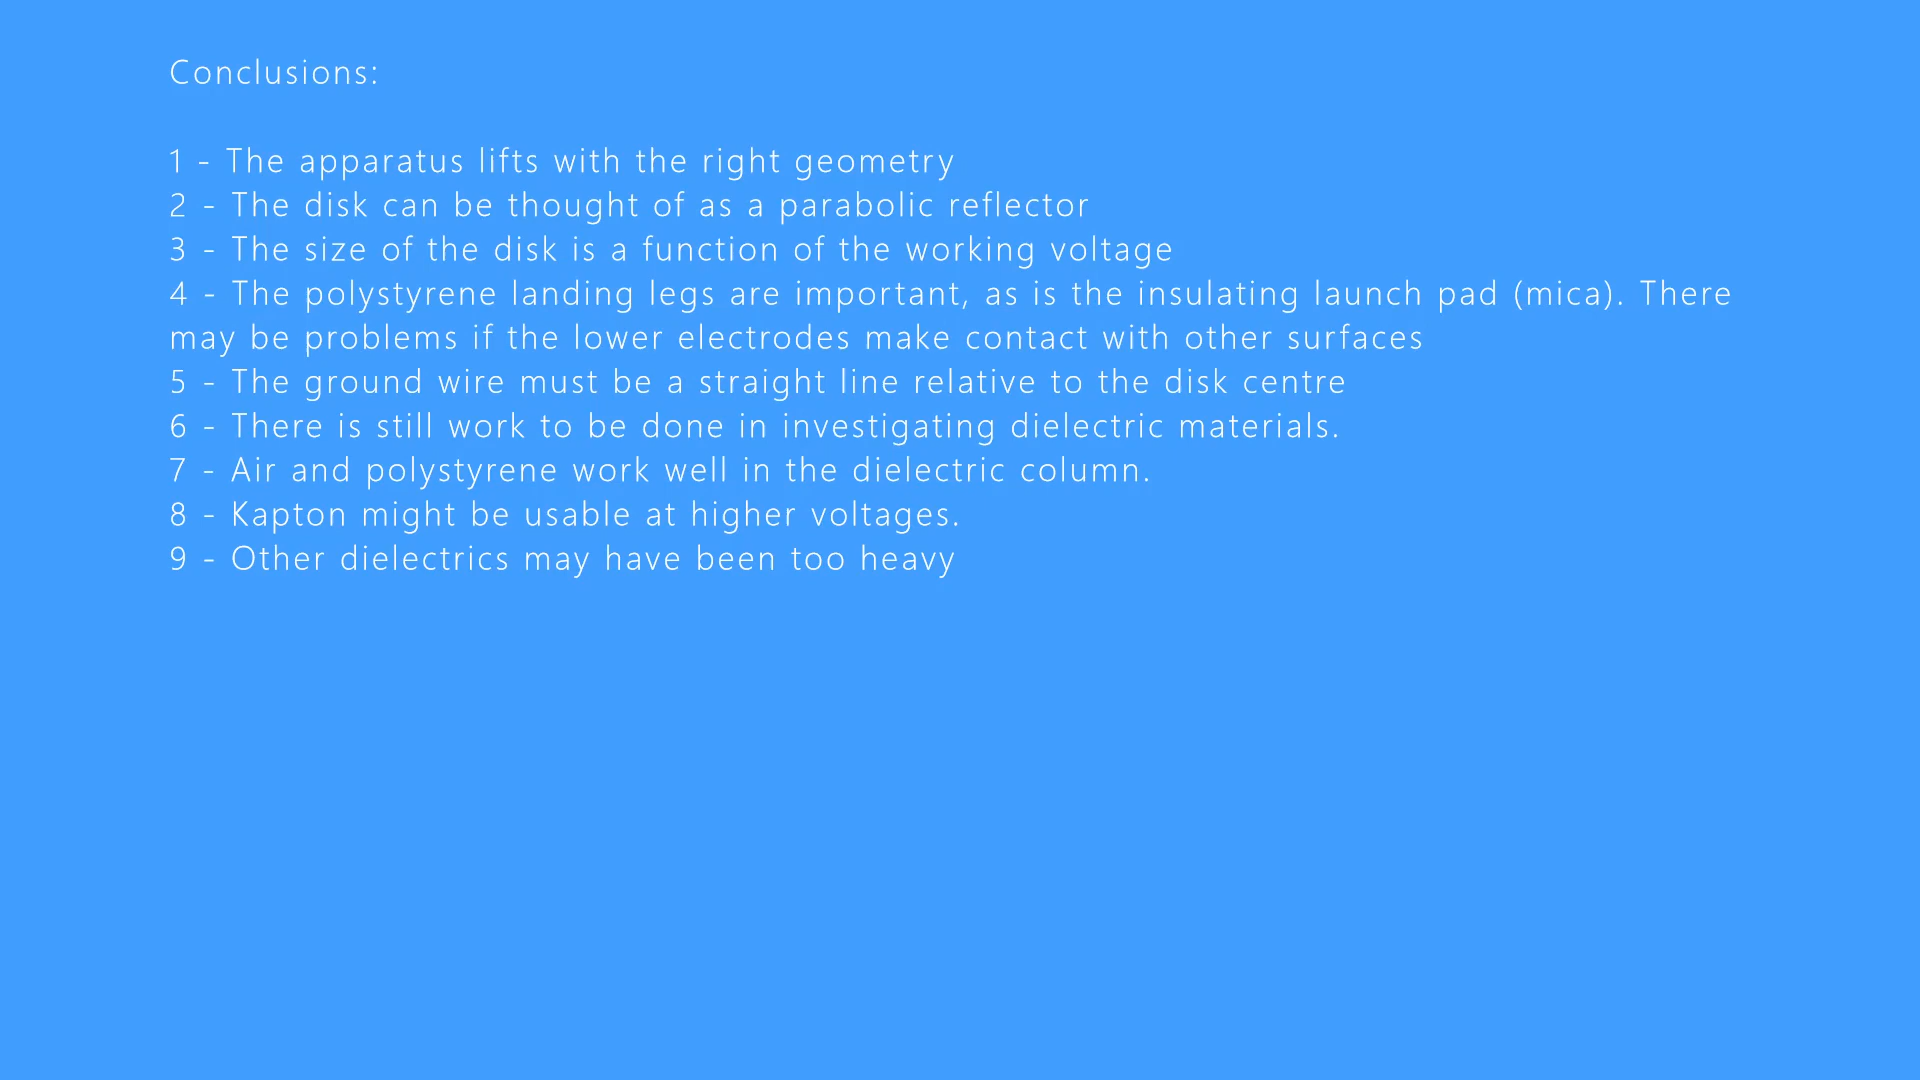 Conclusions:
1 - The apparatus lifts with the right geometry
2 - The disk can be thought of as a parabolic reflector
3 - The size of the disk is a function of the working voltage
4 - The polystyrene landing legs are important, as is the insulating launch pad (mica). There
may be problems if the lower electrodes make contact with other surfaces
5 - The ground wire must be a straight line relative to the disk centre
6 - There is still work to be done in investigating dielectric materials.
7 - Air and polystyrene work well in the dielectric column.
8 - Kapton might be usable at higher voltages.
9 - Other dielectrics may have been too heavy